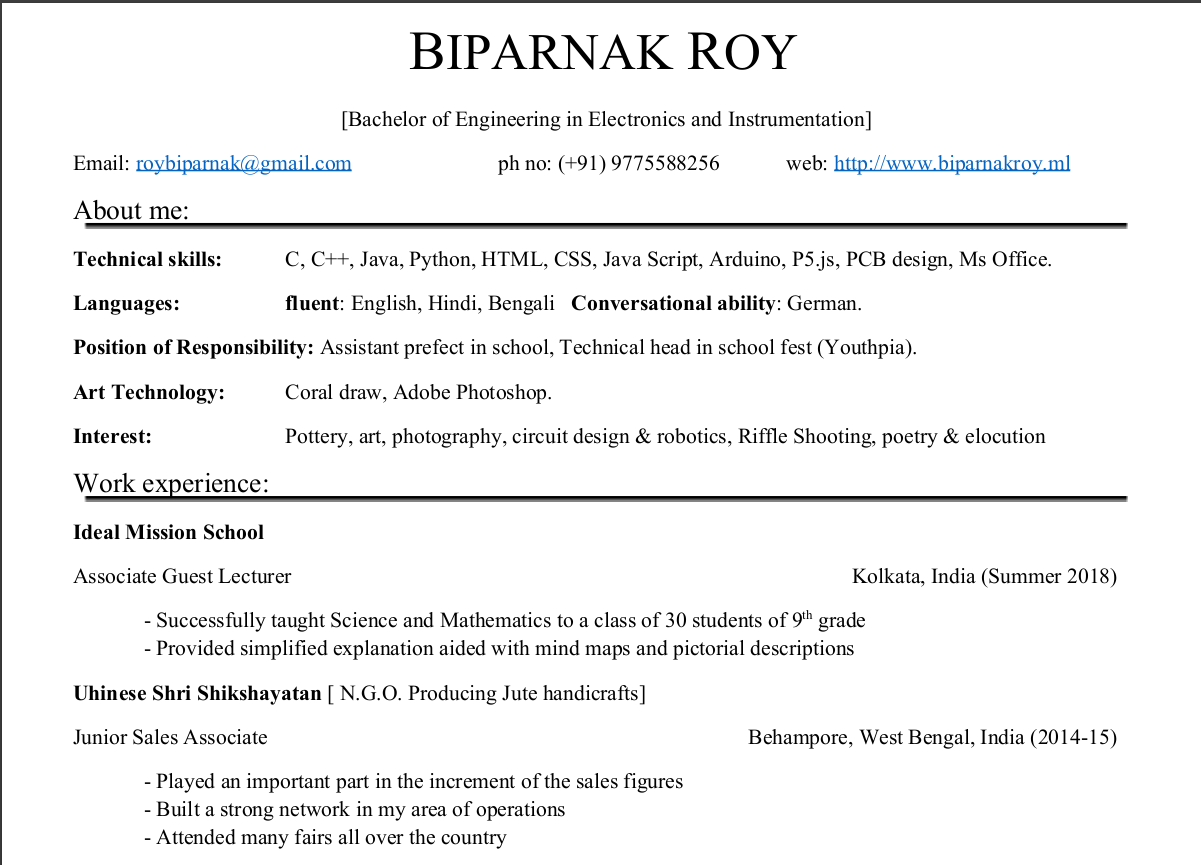 BIPARNAK ROY
[Bachelor of Engineering in Electronics and Instrumentation]
Email: roybiparnak@gmail.com ph no: (+91) 9775588256 web: http://www.biparnakroy.ml
About me:
Technical skills: C, C++, Java, Python, HTML, CSS, Java Script, Arduino, P5.js, PCB design, Ms Office.
Languages: fluent: English, Hindi, Bengali Conversational ability: German.
Position of Responsibility: Assistant prefect in school, Technical head in school fest (Youthpia).
Art Technology: Coral draw, Adobe Photoshop.
Interest: Pottery, art, photography, circuit design & robotics, Riffle Shooting, poetry & elocution
Work experience:
Ideal Mission School
Associate Guest Lecturer Kolkata, India (Summer 2018)
- Successfully taught Science and Mathematics to a class of 30 students of 9th grade
- Provided simplified explanation aided with mind maps and pictorial descriptions
Uhinese Shri Shikshayatan [ N.G.O. Producing Jute handicrafts]
Junior Sales Associate Behampore, West Bengal, India (2014-15)
- Played an important part in the increment of the sales figures
- Built a strong network in my area of operations
- Attended many fairs all over the country